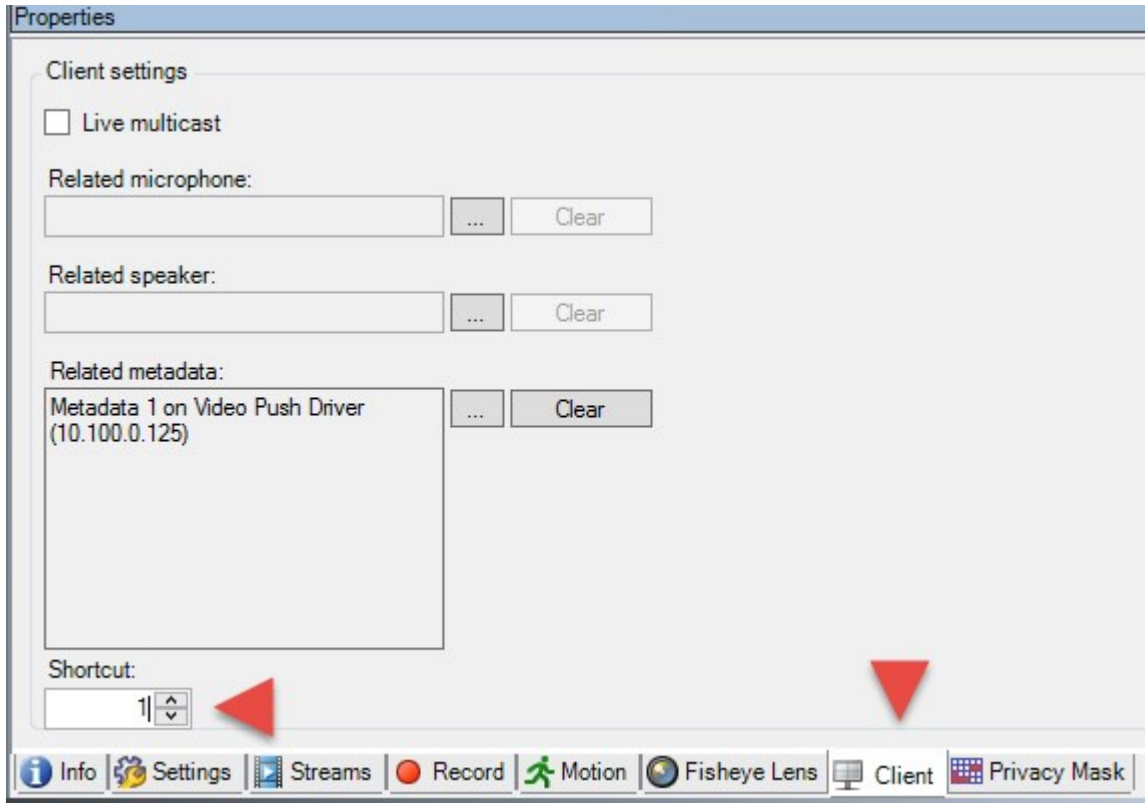 Properties
Client settings
Live multicast
Related microphone:
... Clear
Related speaker:
... Clear
Related metadata:
Metadata 1 on Video Push Driver
(10.100.0.125)
... Clear
Shortcut:
1
Info Settings Streams Record Motion Fisheye Lens Client Privacy Mask